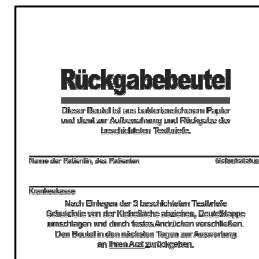 Rückgabebeutel
Dieser Beutel ist aus bakteriensicherem Papier
und dient zur Aufbewahrung und Rückgabe der
beschichteten Testbriefe.
Name der Patientin, des Patienten
Krankenkasse
Nach Einlegen der 3 beschichteten Testbriefe
Schutzfolie von der Klebefläche abziehen, Beutelklappe
umschlagen und durch festes Andrücken verschließen.
Den Beutel in den nächsten Tagen zur Auswertung
an Ihren Arzt zurückgeben.